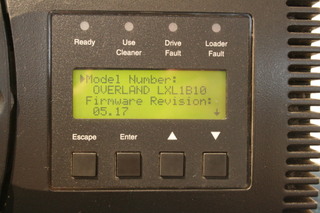 Ready Use Drive Loader
Cleaner Fault Fault
Model Number:
OVERLAND LXL1B10
Firmware Revision:
05.17
Escape Enter